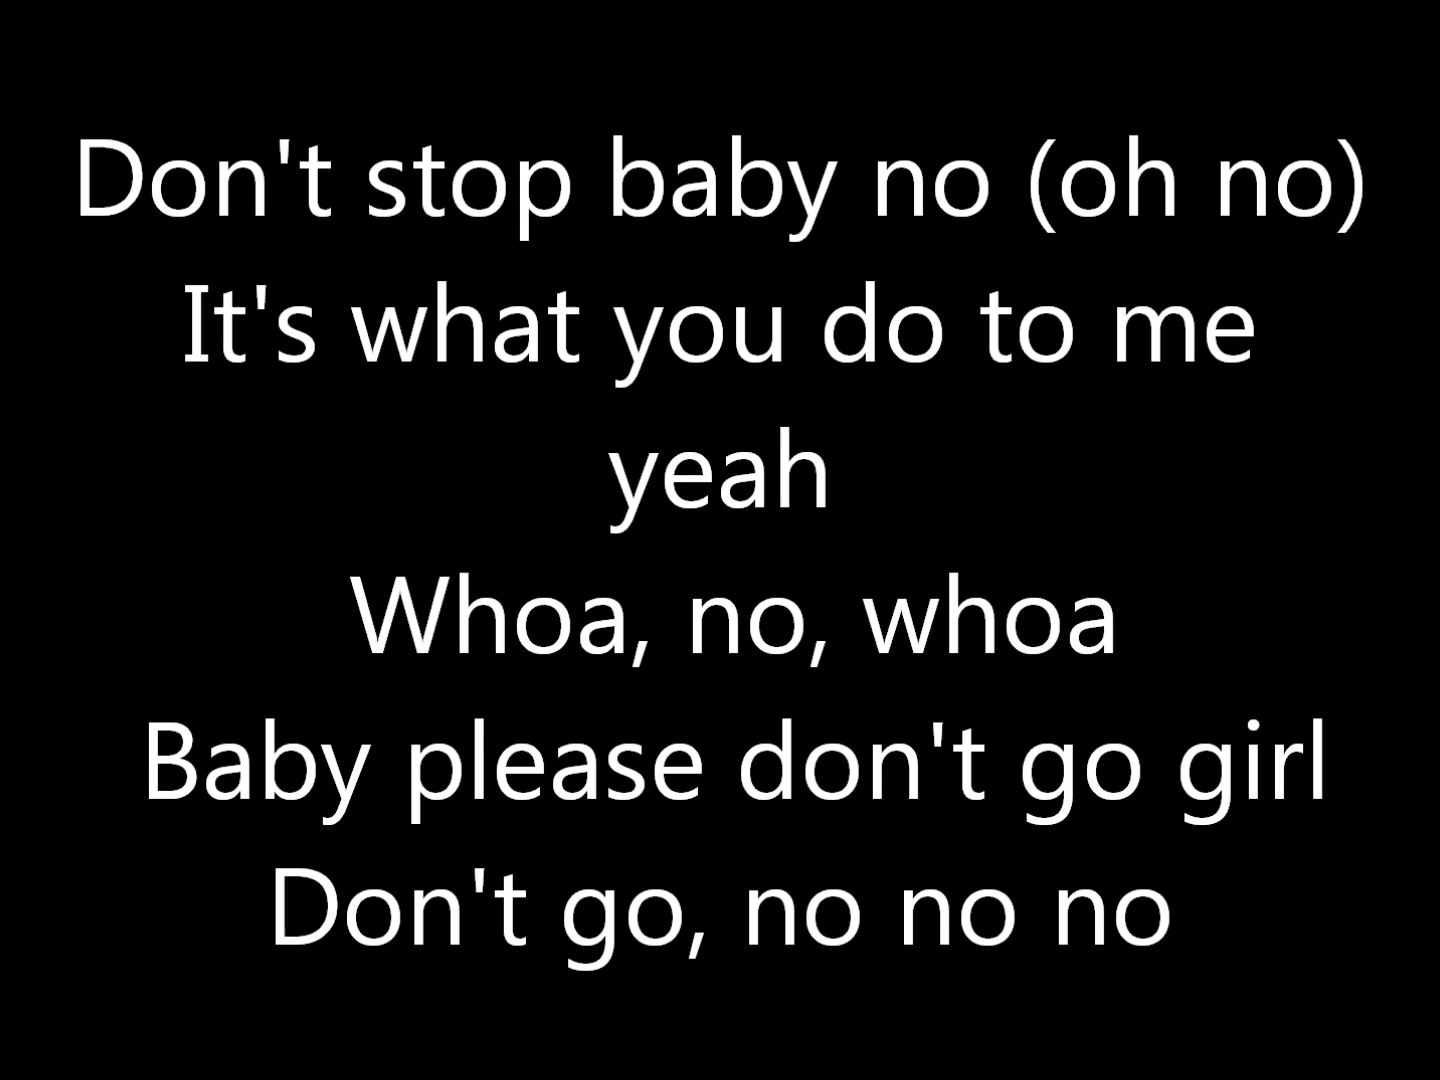 Don't stop baby no (oh no)
It's what you do to me
yeah
Whoa, no, whoa
Baby please don't go girl
Don't go, no no no